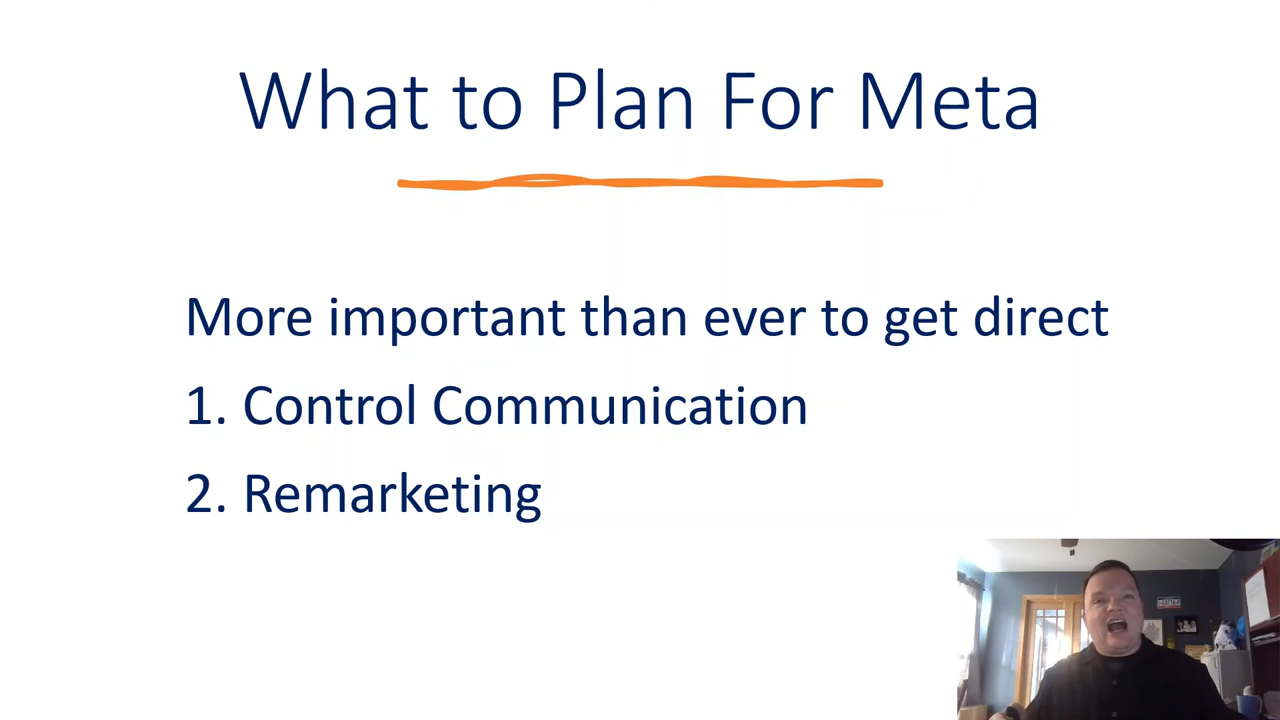 What to Plan For Meta
More important than ever to get direct
1. Control Communication
2. Remarketing